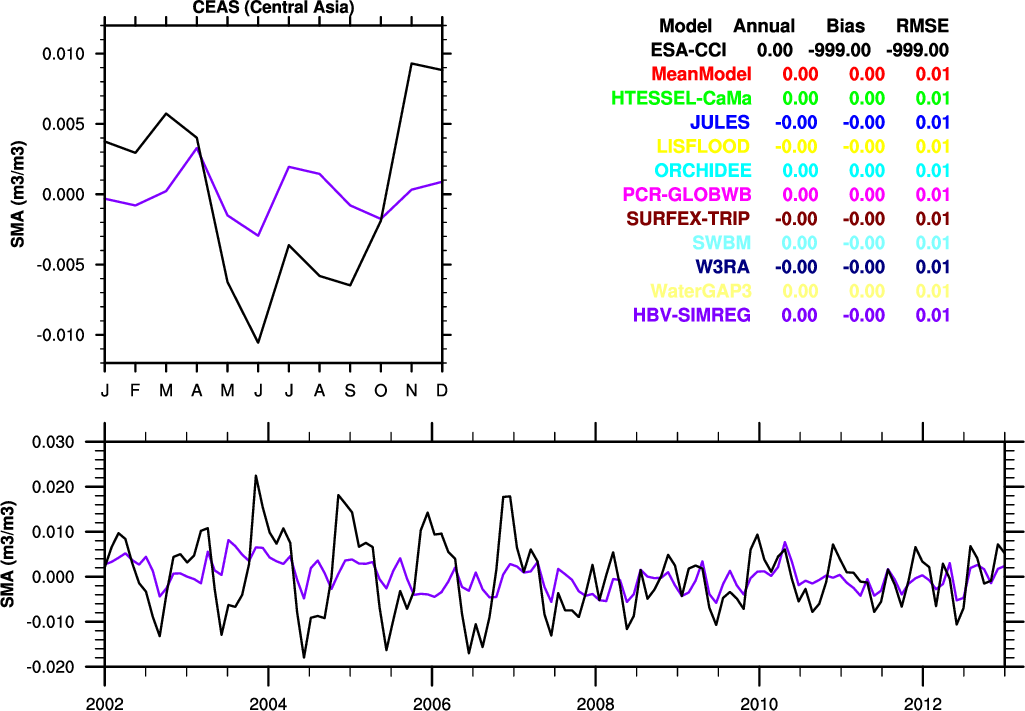 CEAS (Central Asia)
SMA (m3/m3)
0.010
0.005
0.000
-0.005
-0.010
J F M A M J J A S O N D
Model Annual Bias RMSE
ESA-CCI 0.00 -999.00 -999.00
MeanModel 0.00 0.00 0.01
HTESSEL-CaMa 0.00 0.00 0.01
JULES -0.00 -0.00 0.01
LISFLOOD -0.00 -0.00 0.01
ORCHIDEE 0.00 0.00 0.01
PCR-GLOBWB 0.00 0.00 0.01
SURFEX-TRIP -0.00 -0.00 0.01
SWBM 0.00 -0.00 0.01
W3RA -0.00 -0.00 0.01
WaterGAP3 0.00 0.00 0.01
HBV-SIMREG 0.00 -0.00 0.01
SMA (m3/m3)
0.030
0.020
0.010
0.000
-0.010
-0.020
2002 2004 2006 2008 2010 2012